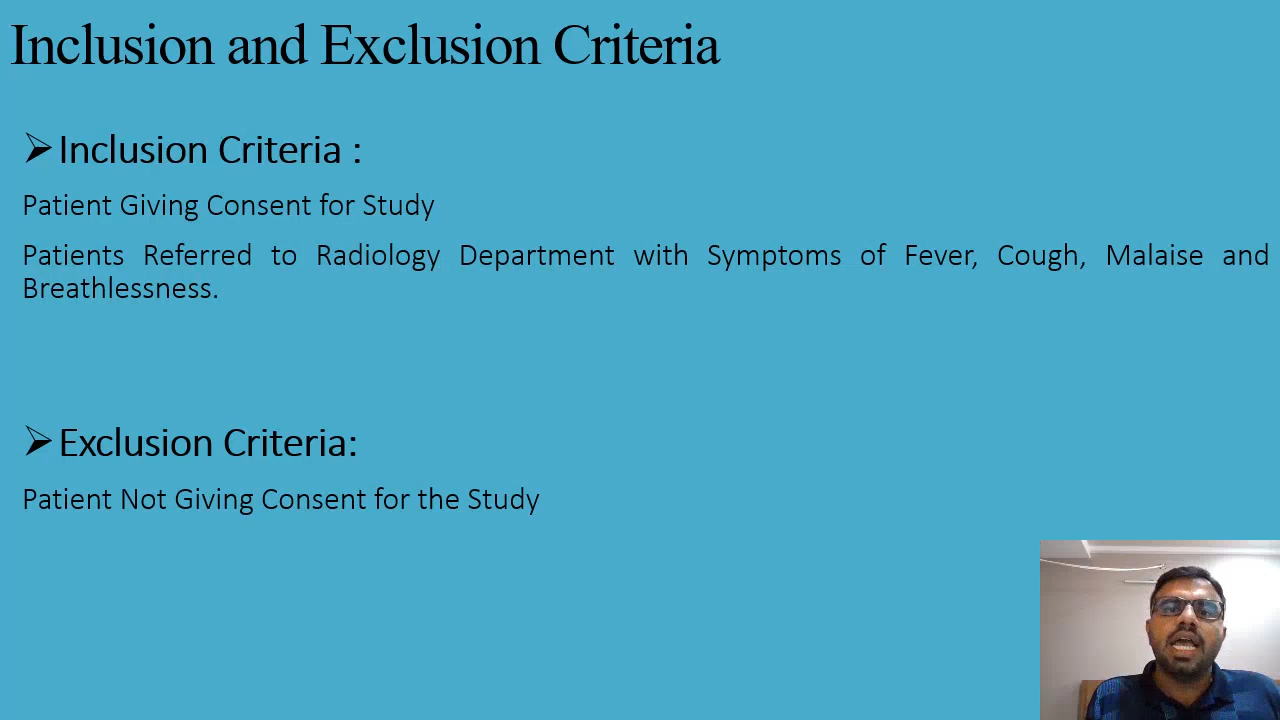 Inclusion and Exclusion Criteria
➢Inclusion Criteria :
Patient Giving Consent for Study
Patients Referred to Radiology Department with Symptoms of Fever, Cough, Malaise and
Breathlessness.
➢Exclusion Criteria:
Patient Not Giving Consent for the Study